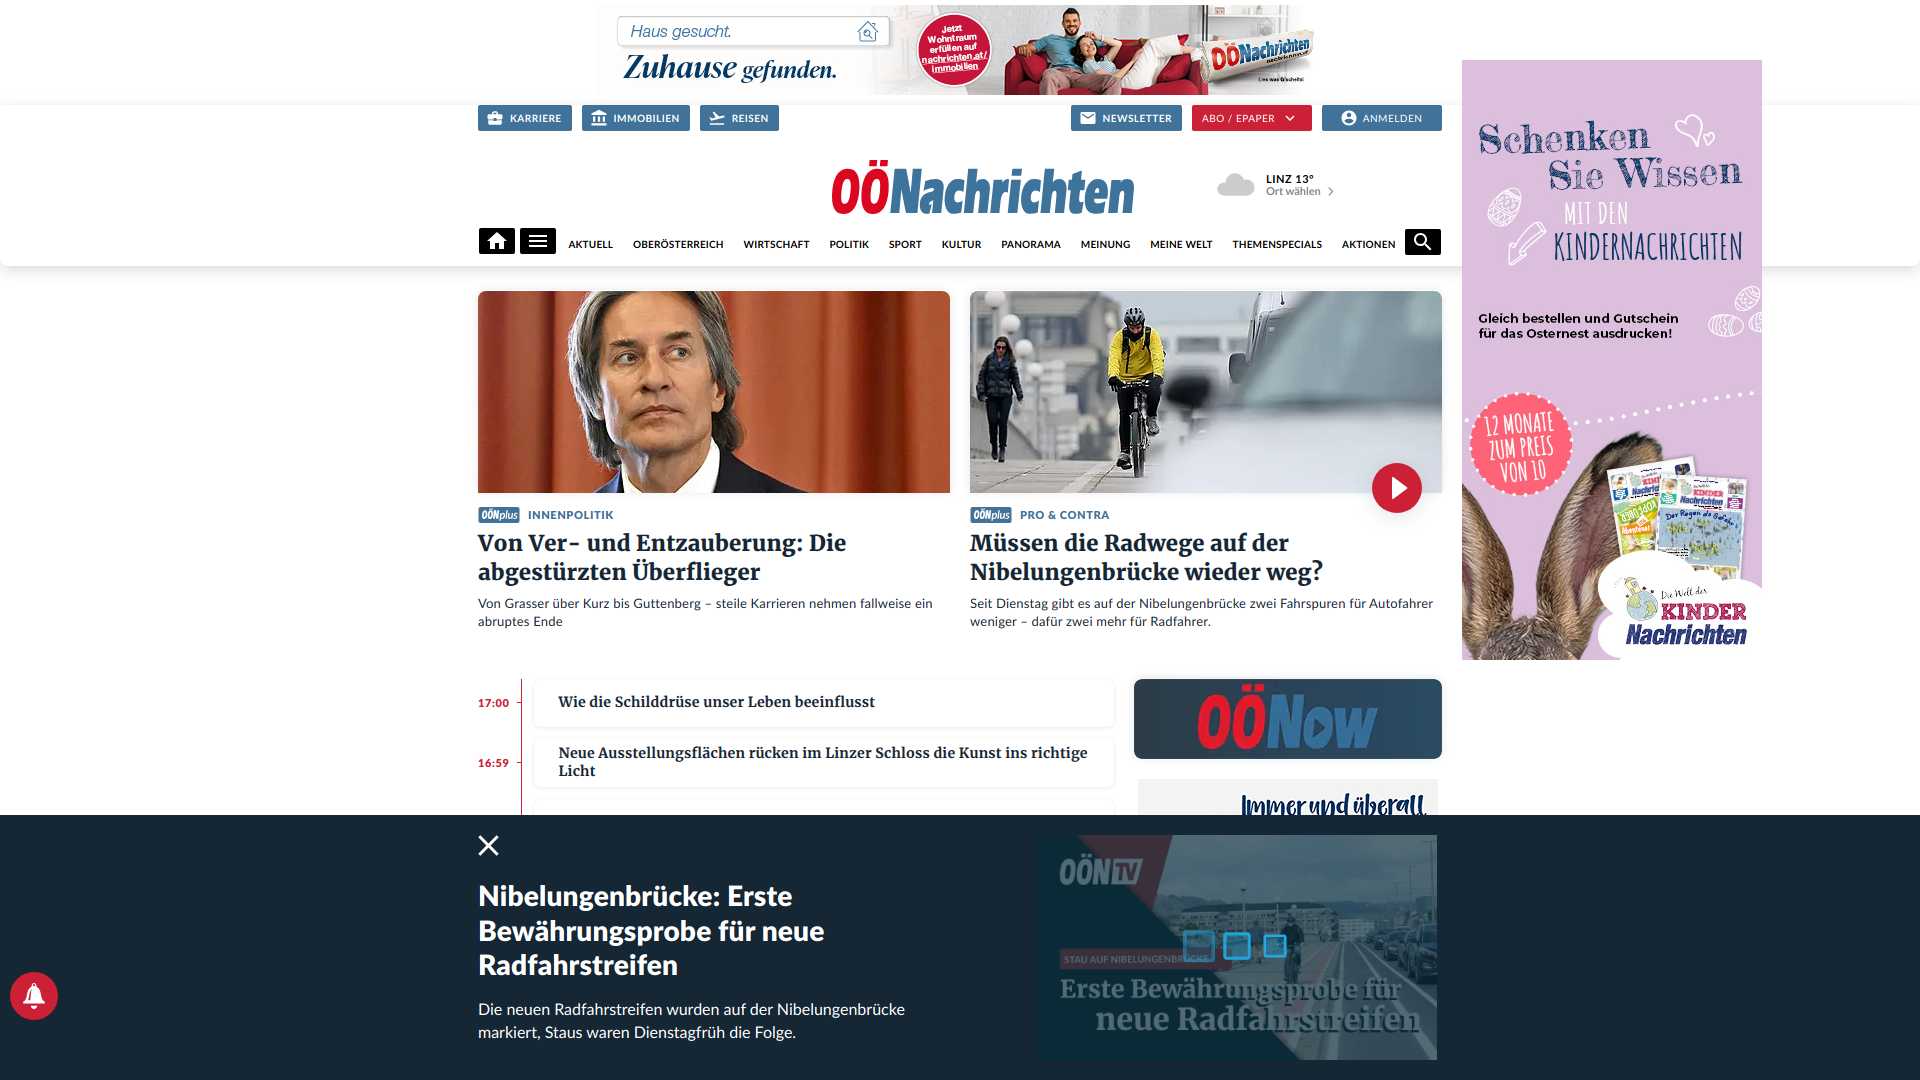 Haus gesucht.
Zuhause gefunden.
Jetzt
Wohntraum
erfüllen auf
nachrichten.at/
immobilien
OÖNachrichten
Lies was G'scheits!
KARRIERE
IMMOBILIEN
REISEN
NEWSLETTER
ABO / EPAPER
ANMELDEN
OÖNachrichten
LINZ 13°
Ort wählen
AKTUELL
OBERÖSTERREICH
WIRTSCHAFT
POLITIK
SPORT
KULTUR
PANORAMA
MEINUNG
MEINE WELT
THEMENSPECIALS
AKTIONEN
Schenken
Sie Wissen
MIT DEN
KINDERNACHRICHTEN
Gleich bestellen und Gutschein
für das Osternest ausdrucken!
12 MONATE
ZUM PREIS
VON 10
Die Welt der
KINDER
Nachrichten
OÖNplus INNENPOLITIK
Von Ver- und Entzauberung: Die
abgestürzten Überflieger
Von Grasser über Kurz bis Guttenberg – steile Karrieren nehmen fallweise ein
abruptes Ende
OÖNplus PRO & CONTRA
Müssen die Radwege auf der
Nibelungenbrücke wieder weg?
Seit Dienstag gibt es auf der Nibelungenbrücke zwei Fahrspuren für Autofahrer
weniger – dafür zwei mehr für Radfahrer.
17:00
Wie die Schilddrüse unser Leben beeinflusst
16:59
Neue Ausstellungsflächen rücken im Linzer Schloss die Kunst ins richtige
Licht
OÖNow
Immer und überall
Nibelungenbrücke: Erste
Bewährungsprobe für neue
Radfahrstreifen
Die neuen Radfahrstreifen wurden auf der Nibelungenbrücke
markiert, Staus waren Dienstagfrüh die Folge.
OÖNTV
STAU AUF NIBELUNGENBRÜCKE
Erste Bewährungsprobe für
neue Radfahrstreifen